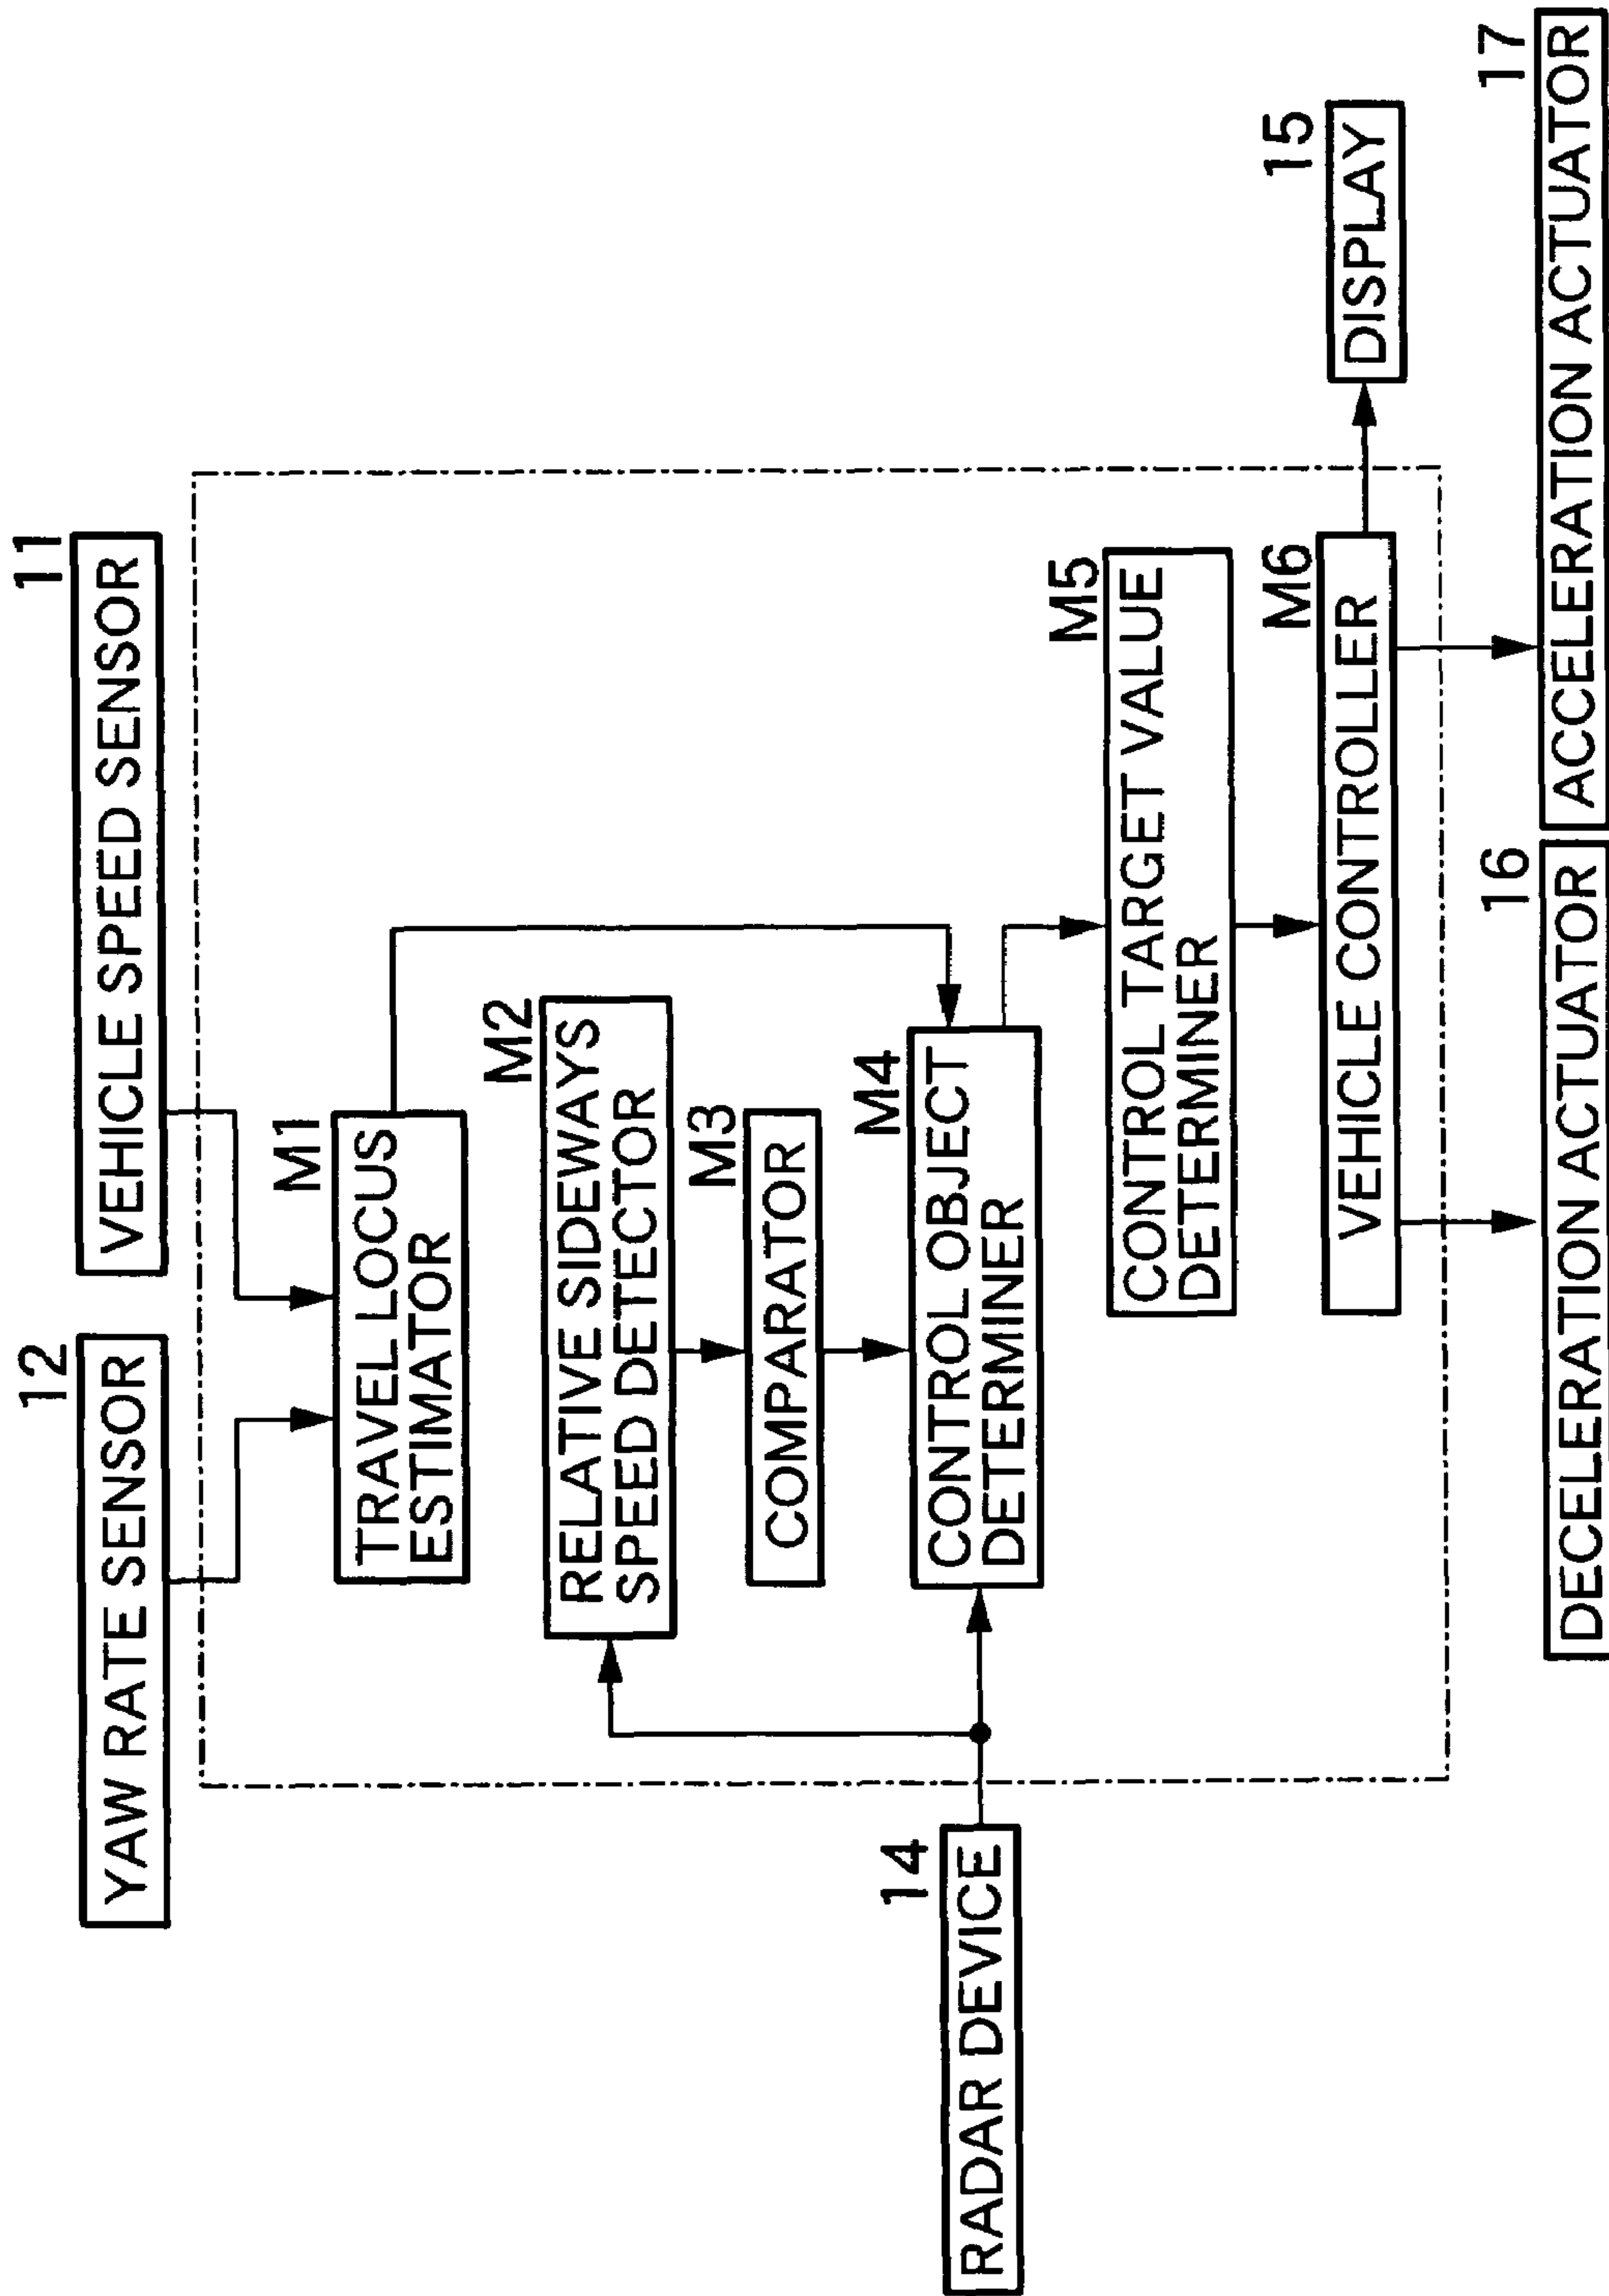 12
YAW RATE SENSOR
11
VEHICLE SPEED SENSOR
M1
TRAVEL LOCUS
ESTIMATOR
M2
RELATIVE SIDEWAYS
SPEED DETECTOR
M3
COMPARATOR
14
RADAR DEVICE
M4
CONTROL OBJECT
DETERMINER
M5
CONTROL TARGET VALUE
DETERMINER
M6
VEHICLE CONTROLLER
15
DISPLAY
16
DECELERATION ACTUATOR
17
ACCELERATION ACTUATOR